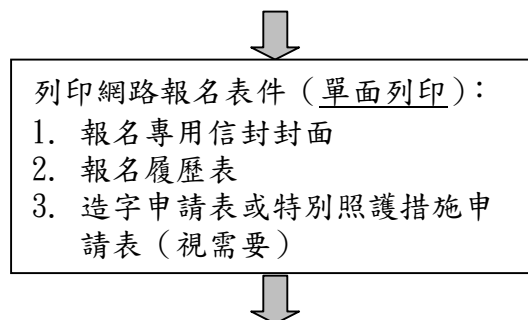 列印網路報名表件（單面列印）：
1. 報名專用信封封面
2. 報名履歷表
3. 造字申請表或特別照護措施申
請表（視需要）